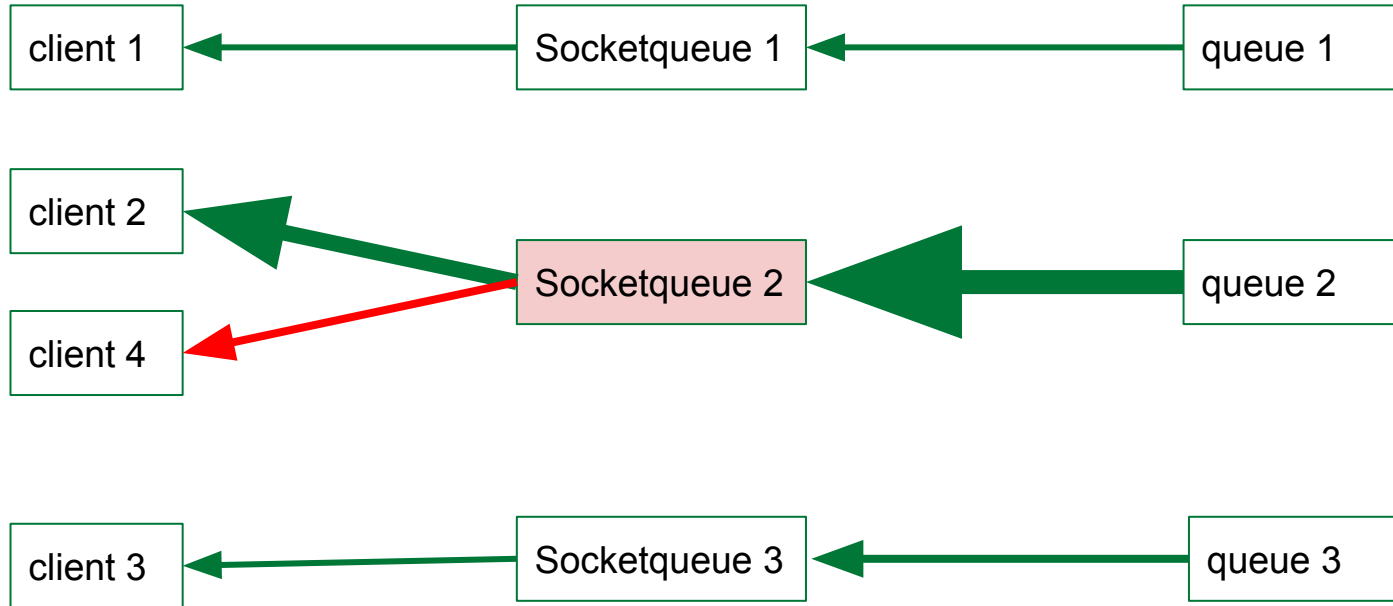 client 1
Socketqueue 1
queue 1
client 2
Socketqueue 2
queue 2
client 4
client 3
Socketqueue 3
queue 3